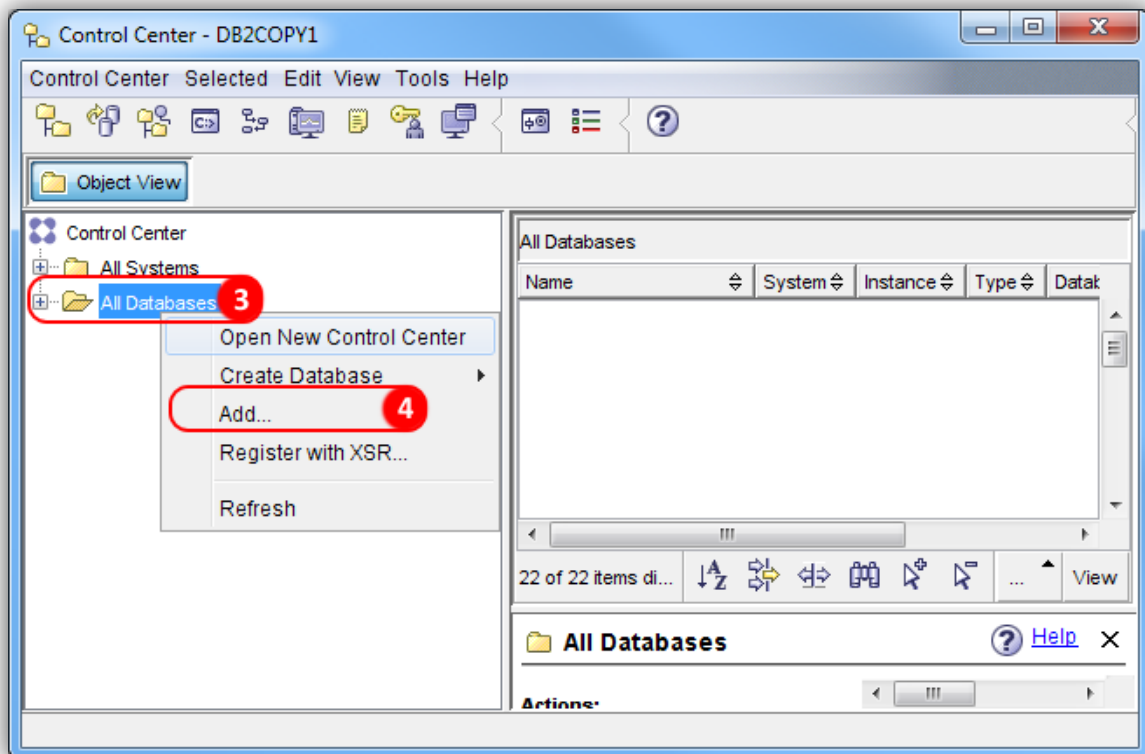 Control Center - DB2COPY1
Control Center Selected Edit View Tools Help
C:>
Object View
Control Center
All Systems
All Databases 3
Open New Control Center
Create Database
Add... 4
Register with XSR...
Refresh
All Databases
Name System Instance Type Datab
22 of 22 items di... A Z ... View
All Databases Help
Actions: